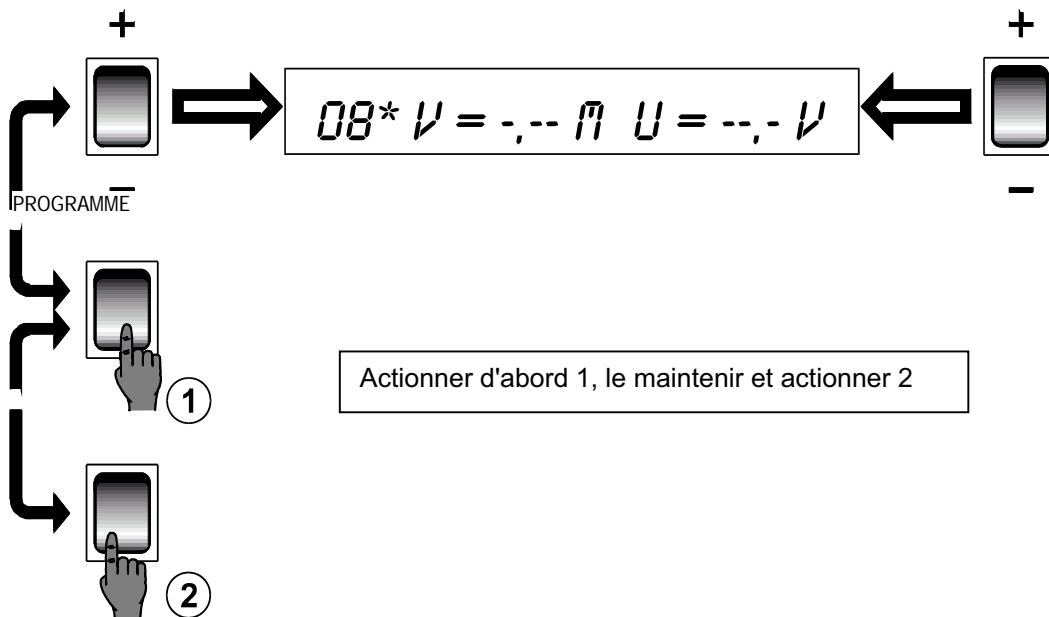 + +
08* V = -,-- M U = --,- V
– –
PROGRAMME
1
Actionner d'abord 1, le maintenir et actionner 2
2